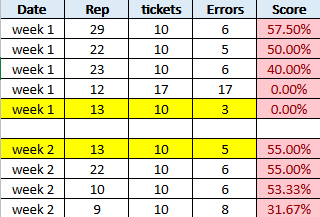 Date Rep tickets Errors Score
week 1 29 10 6 57.50%
week 1 22 10 5 50.00%
week 1 23 10 6 40.00%
week 1 12 17 17 0.00%
week 1 13 10 3 0.00%
week 2 13 10 5 55.00%
week 2 22 10 6 55.00%
week 2 10 10 6 53.33%
week 2 9 10 8 31.67%